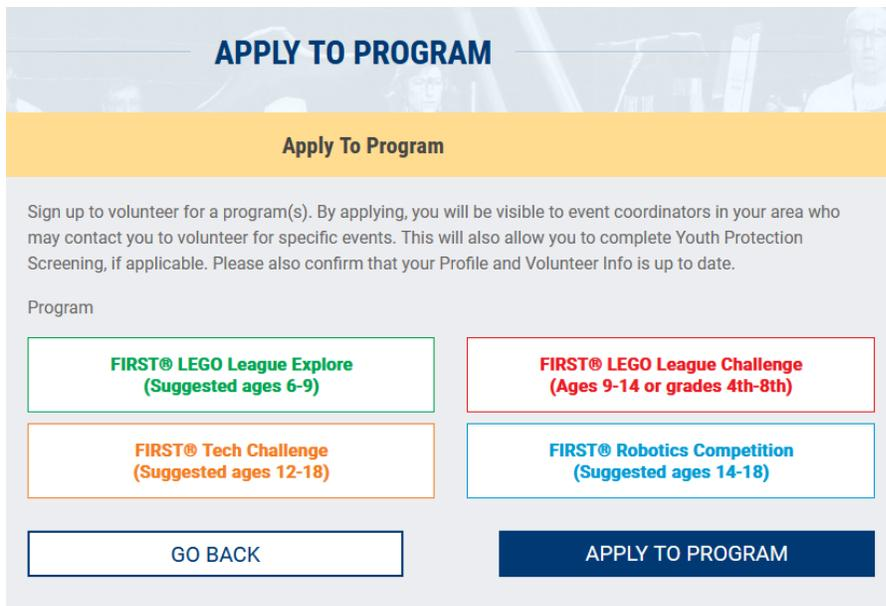 APPLY TO PROGRAM
Apply To Program
Sign up to volunteer for a program(s). By applying, you will be visible to event coordinators in your area who
may contact you to volunteer for specific events. This will also allow you to complete Youth Protection
Screening, if applicable. Please also confirm that your Profile and Volunteer Info is up to date.
Program
FIRST® LEGO League Explore
(Suggested ages 6-9)
FIRST® LEGO League Challenge
(Ages 9-14 or grades 4th-8th)
FIRST® Tech Challenge
(Suggested ages 12-18)
FIRST® Robotics Competition
(Suggested ages 14-18)
GO BACK
APPLY TO PROGRAM